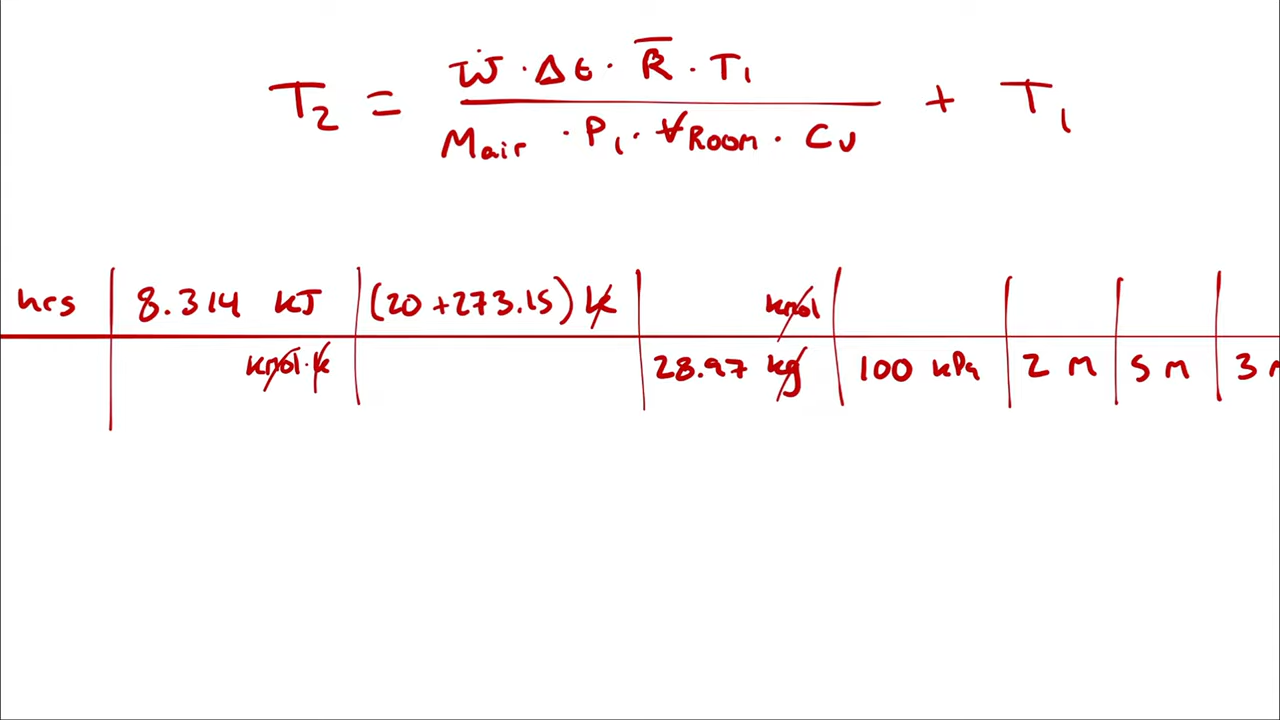 T₂ = Ẇ · Δt · R̅ · T₁ / Mair · P₁ · ∀Room · Cv + T₁
hrs | 8.314 kJ | (20 + 273.15) K | kmol
kmol·K | 28.97 kg | 100 kPa | 2 m | 5 m | 3 m